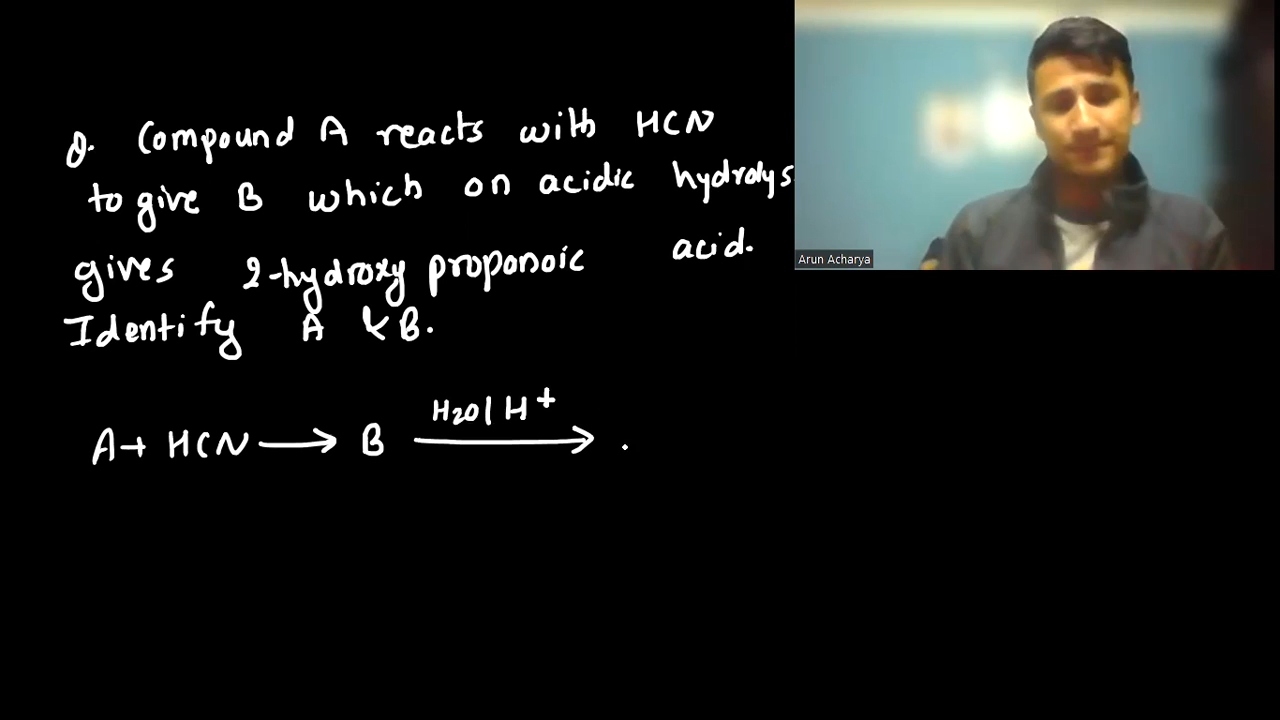 Q. Compound A reacts with HCN
to give B which on acidic hydrolys
gives 2-hydroxy proponoic acid.
Identify A & B.
H2O/H+
A+ HCN → B → .
Arun Acharya